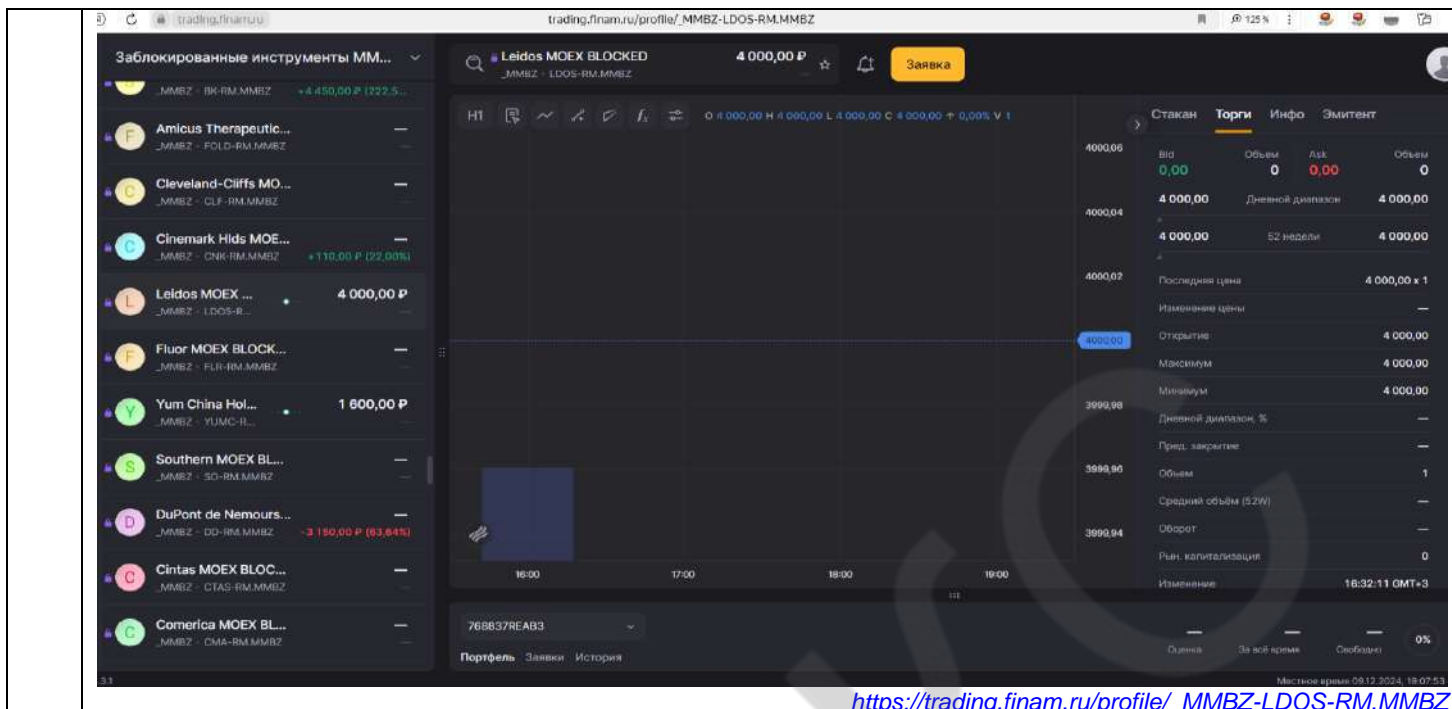 trading.finam.ru
trading.finam.ru/profile/_MMBZ-LDOS-RM.MMBZ
125 %
Заблокированные инструменты MM...
_MMBZ · BK-RM.MMBZ +4 450,00 ₽ (222,5...
Amicus Therapeutic... —
_MMBZ · FOLD-RM.MMBZ —
Cleveland-Cliffs MO... —
_MMBZ · CLF-RM.MMBZ —
Cinemark Hlds MOE... —
_MMBZ · CNK-RM.MMBZ +110,00 ₽ (22,00%)
Leidos MOEX ... 4 000,00 ₽
_MMBZ · LDOS-R... —
Fluor MOEX BLOCK... —
_MMBZ · FLR-RM.MMBZ —
Yum China Hol... 1 600,00 ₽
_MMBZ · YUMC-R... —
Southern MOEX BL... —
_MMBZ · SO-RM.MMBZ —
DuPont de Nemours... —
_MMBZ · DD-RM.MMBZ -3 150,00 ₽ (63,64%)
Cintas MOEX BLOC... —
_MMBZ · CTAS-RM.MMBZ —
Comerica MOEX BL... —
_MMBZ · CMA-RM.MMBZ —
3.1
Leidos MOEX BLOCKED 4 000,00 ₽
_MMBZ · LDOS-RM.MMBZ —
Заявка
H1
O 4 000,00 H 4 000,00 L 4 000,00 C 4 000,00 ↑ 0,00% V 1
4000,06
4000,04
4000,02
4000,00
3999,98
3999,96
3999,94
16:00 17:00 18:00 19:00
Стакан Торги Инфо Эмитент
Bid Объем Ask Объем
0,00 0 0,00 0
4 000,00 Дневной диапазон 4 000,00
4 000,00 52 недели 4 000,00
Последняя цена 4 000,00 x 1
Изменение цены —
Открытие 4 000,00
Максимум 4 000,00
Минимум 4 000,00
Дневной диапазон, % —
Пред. закрытие —
Объем 1
Средний объём (52W) —
Оборот —
Рын. капитализация 0
Изменение 16:32:11 GMT+3
768837REAB3
Портфель Заявки История
— — — 0%
Оценка За всё время Свободно
Местное время 09.12.2024, 19:07:53
https://trading.finam.ru/profile/_MMBZ-LDOS-RM.MMBZ